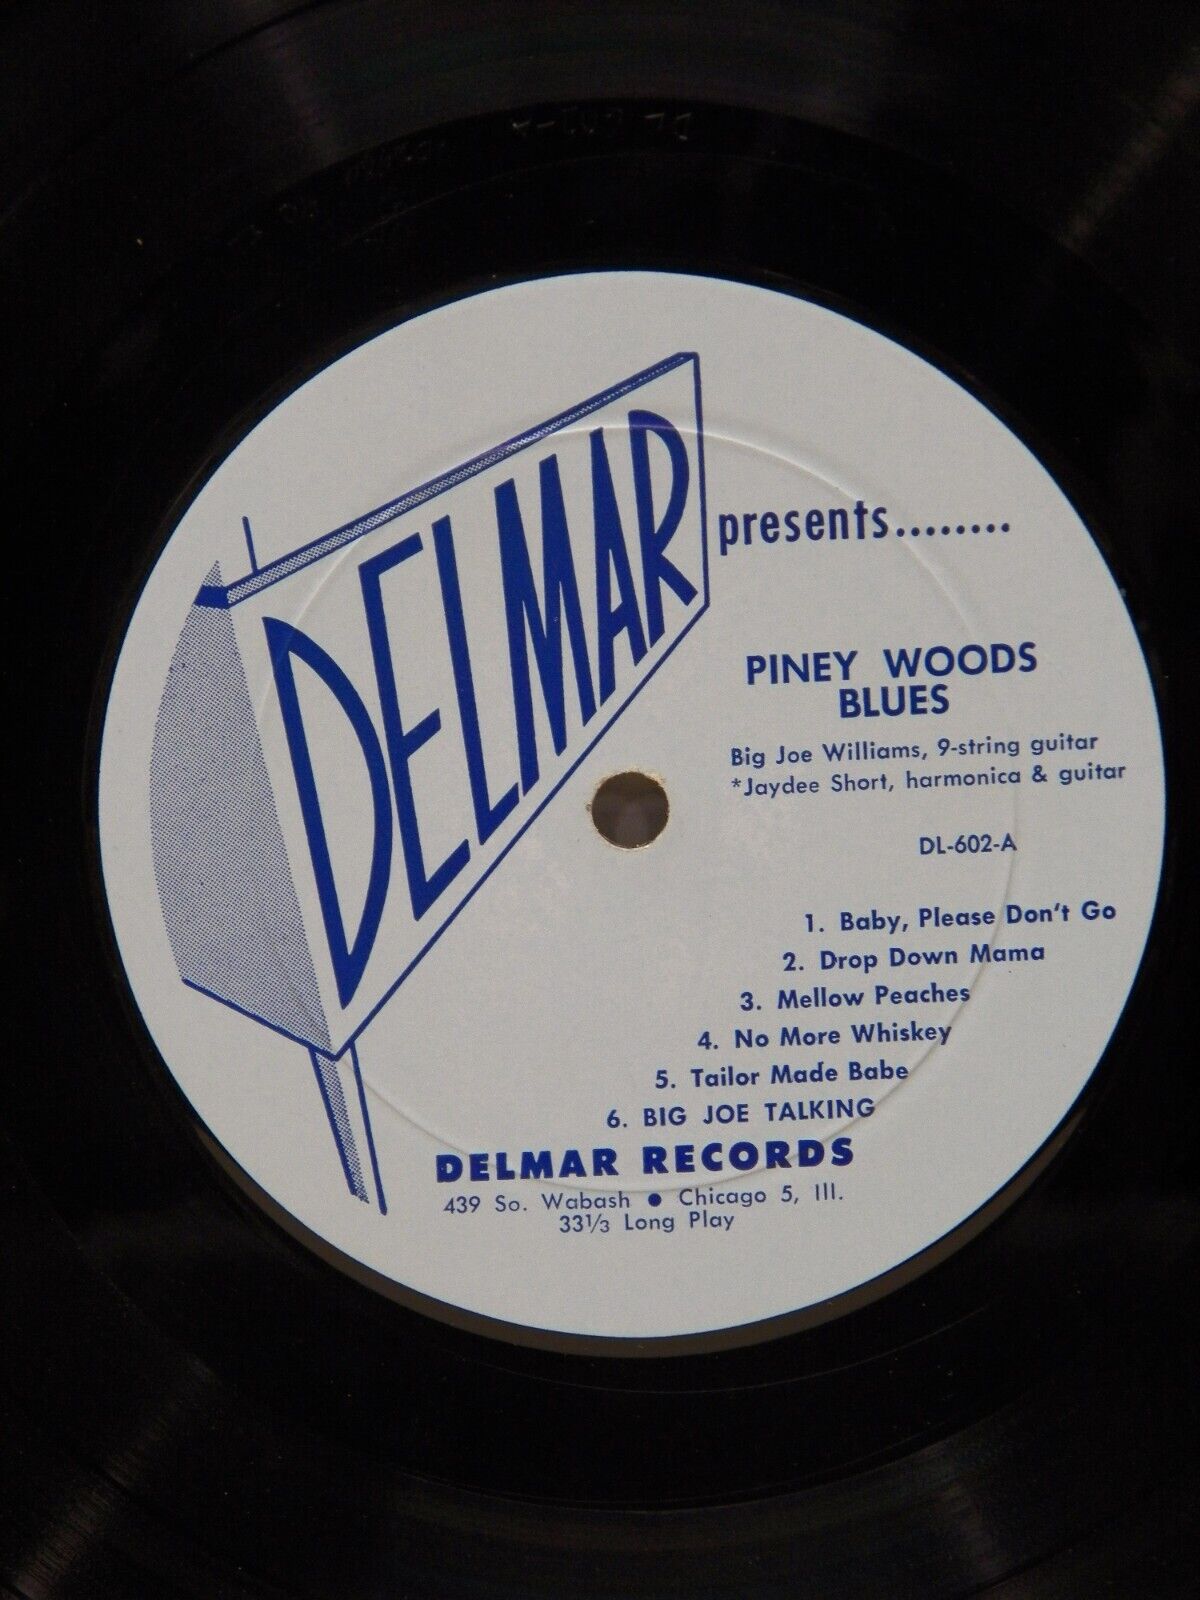 DELMAR
presents........
PINEY WOODS
BLUES
Big Joe Williams, 9-string guitar
*Jaydee Short, harmonica & guitar
DL-602-A
1. Baby, Please Don't Go
2. Drop Down Mama
3. Mellow Peaches
4. No More Whiskey
5. Tailor Made Babe
6. BIG JOE TALKING
DELMAR RECORDS
439 So. Wabash ● Chicago 5, Ill.
33⅓ Long Play